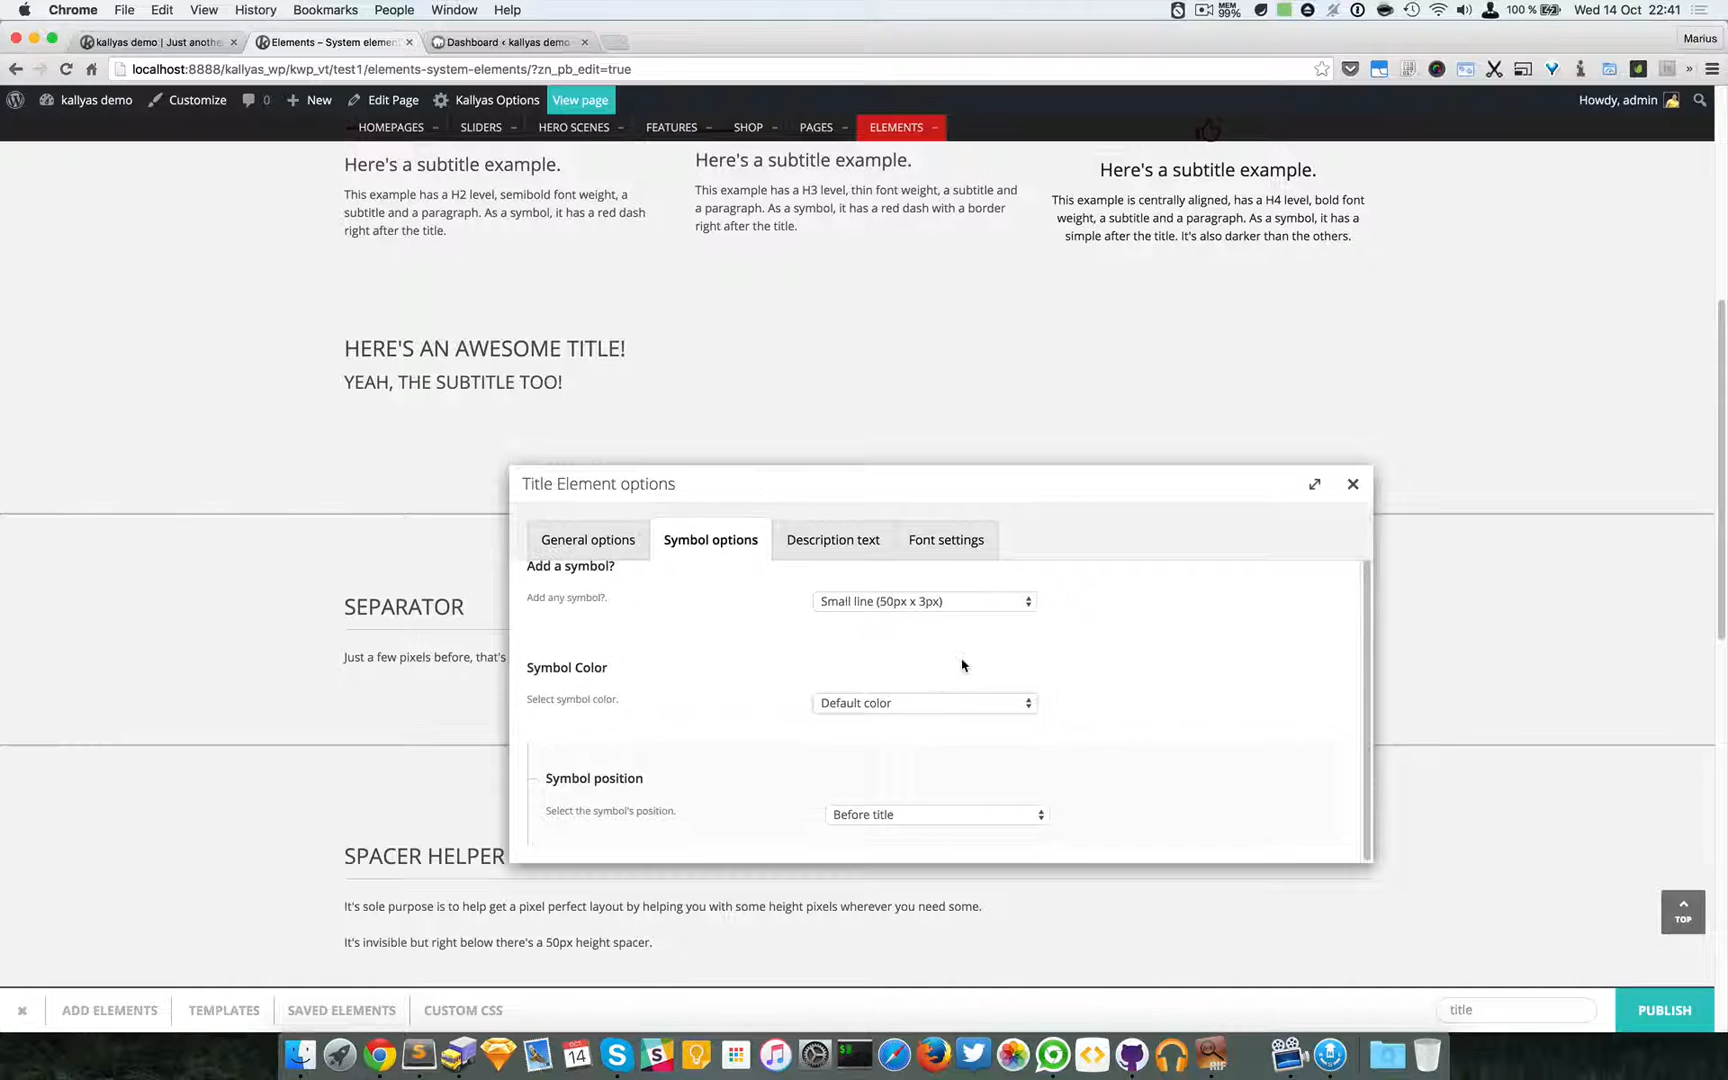 Chrome File Edit View History Bookmarks People Window Help MEM 99% 100 % Wed 14 Oct 22:41
kallyas demo | Just anothe × Elements – System element × Dashboard ‹ kallyas demo × Marius
localhost:8888/kallyas_wp/kwp_vt/test1/elements-system-elements/?zn_pb_edit=true
kallyas demo Customize 0 New Edit Page Kallyas Options View page Howdy, admin
HOMEPAGES SLIDERS HERO SCENES FEATURES SHOP PAGES ELEMENTS
Here's a subtitle example.
This example has a H2 level, semibold font weight, a
subtitle and a paragraph. As a symbol, it has a red dash
right after the title.
Here's a subtitle example.
This example has a H3 level, thin font weight, a subtitle and
a paragraph. As a symbol, it has a red dash with a border
right after the title.
Here's a subtitle example.
This example is centrally aligned, has a H4 level, bold font
weight, a subtitle and a paragraph. As a symbol, it has a
simple after the title. It's also darker than the others.
HERE'S AN AWESOME TITLE!
YEAH, THE SUBTITLE TOO!
Title Element options
General options Symbol options Description text Font settings
Add a symbol?
Add any symbol?. Small line (50px x 3px)
Symbol Color
Select symbol color. Default color
Symbol position
Select the symbol's position. Before title
SEPARATOR
Just a few pixels before, that's
SPACER HELPER
It's sole purpose is to help get a pixel perfect layout by helping you with some height pixels wherever you need some.
It's invisible but right below there's a 50px height spacer.
TOP
ADD ELEMENTS TEMPLATES SAVED ELEMENTS CUSTOM CSS title PUBLISH